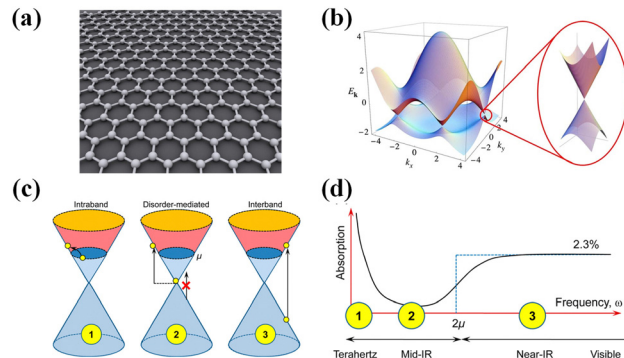 (a)
(b)
4
E_k 2
0
-2
-4
-2
0
k_x
2
4
4
2
0
k_y
-2
-4
(c)
Intraband
Disorder-mediated
Interband
μ
1
2
3
(d)
Absorption
2.3%
1
2
3
Frequency, ω
2μ
Terahertz Mid-IR Near-IR Visible